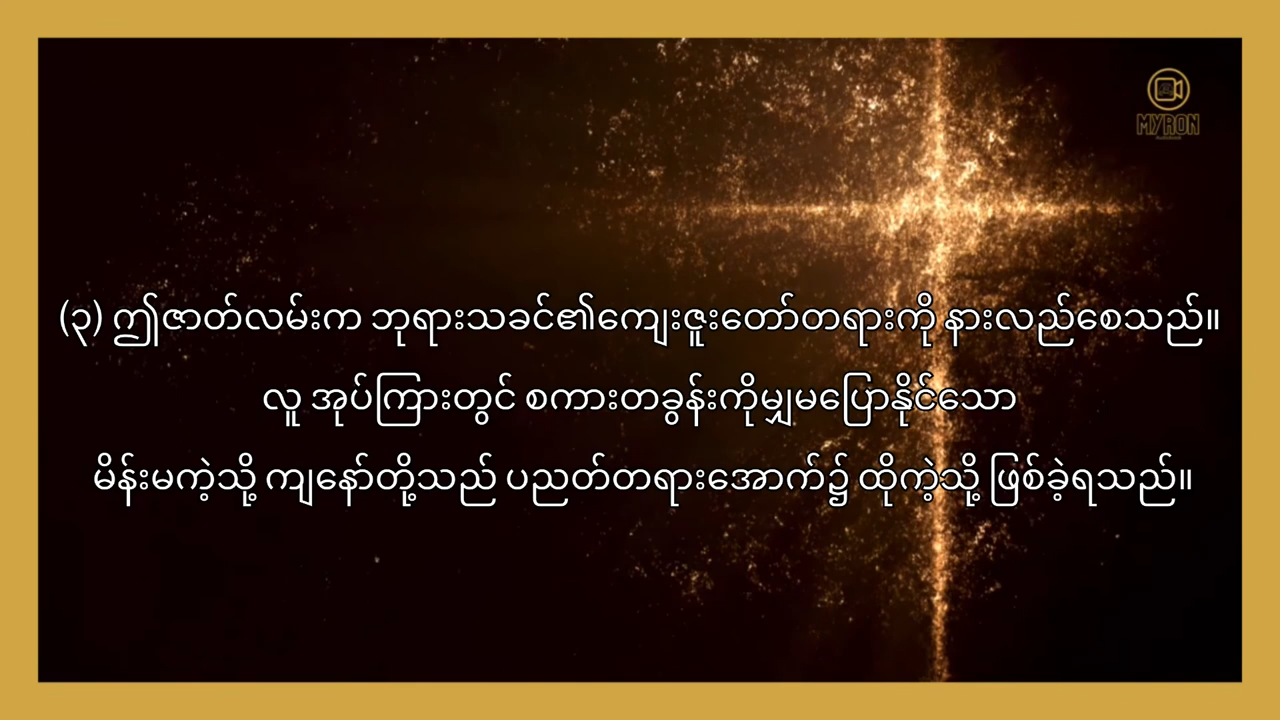 MYRON
(၃) ဤဇာတ်လမ်းက ဘုရားသခင်၏ကျေးဇူးတော်တရားကို နားလည်စေသည်။
လူ အုပ်ကြားတွင် စကားတခွန်းကိုမျှမပြောနိုင်သော
မိန်းမကဲ့သို့ ကျနော်တို့သည် ပညတ်တရားအောက်၌ ထိုကဲ့သို့ ဖြစ်ခဲ့ရသည်။